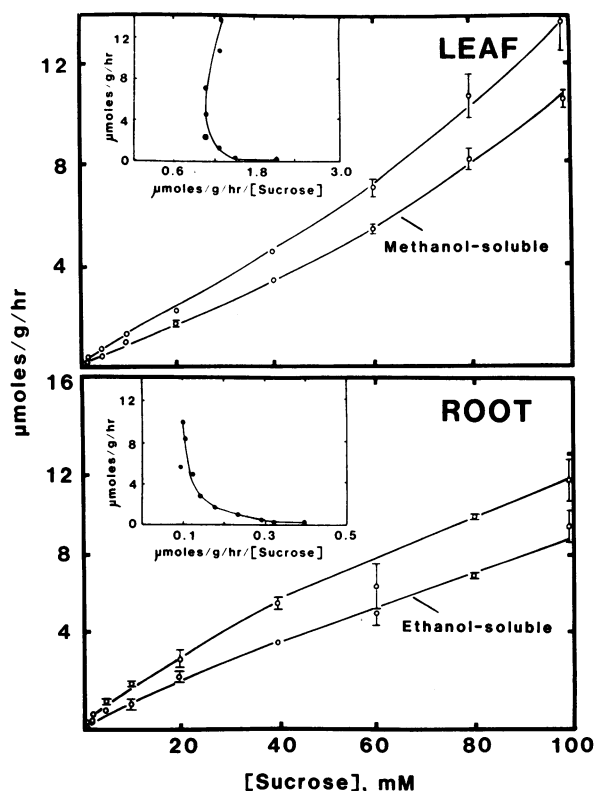 LEAF
12
8
4
μmoles/g/hr
12
8
4
0
0.6
1.8
3.0
μmoles/g/hr/[Sucrose]
Methanol-soluble
μmoles/g/hr
ROOT
16
12
8
4
μmoles/g/hr
12
8
4
0
0.1
0.3
0.5
μmoles/g/hr/[Sucrose]
Ethanol-soluble
20
40
60
80
100
[Sucrose], mM